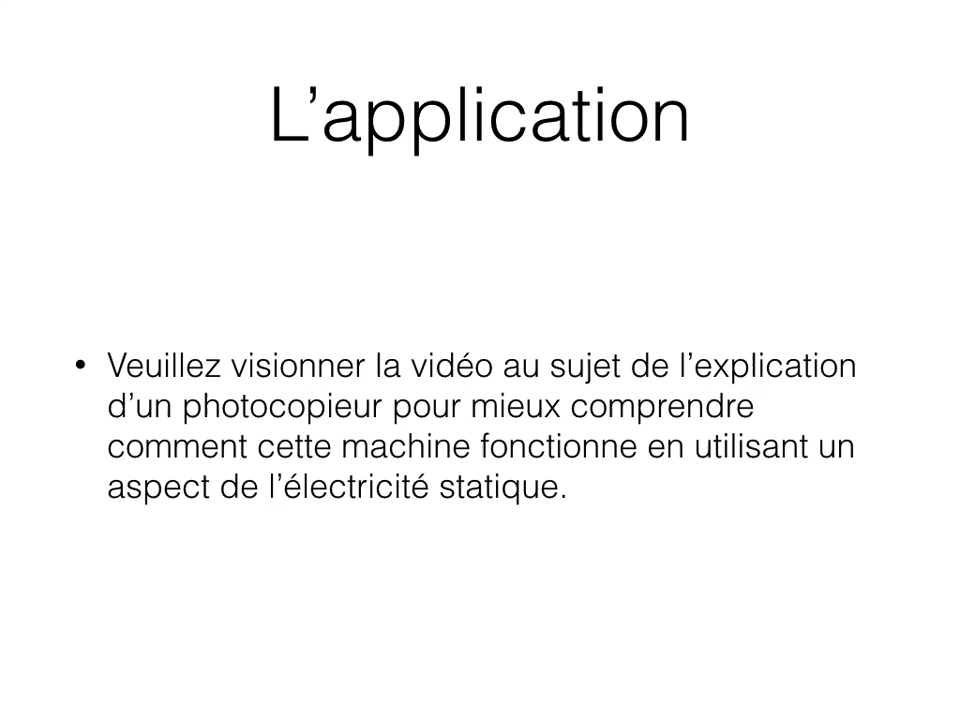 L’application
• Veuillez visionner la vidéo au sujet de l’explication
d’un photocopieur pour mieux comprendre
comment cette machine fonctionne en utilisant un
aspect de l’électricité statique.